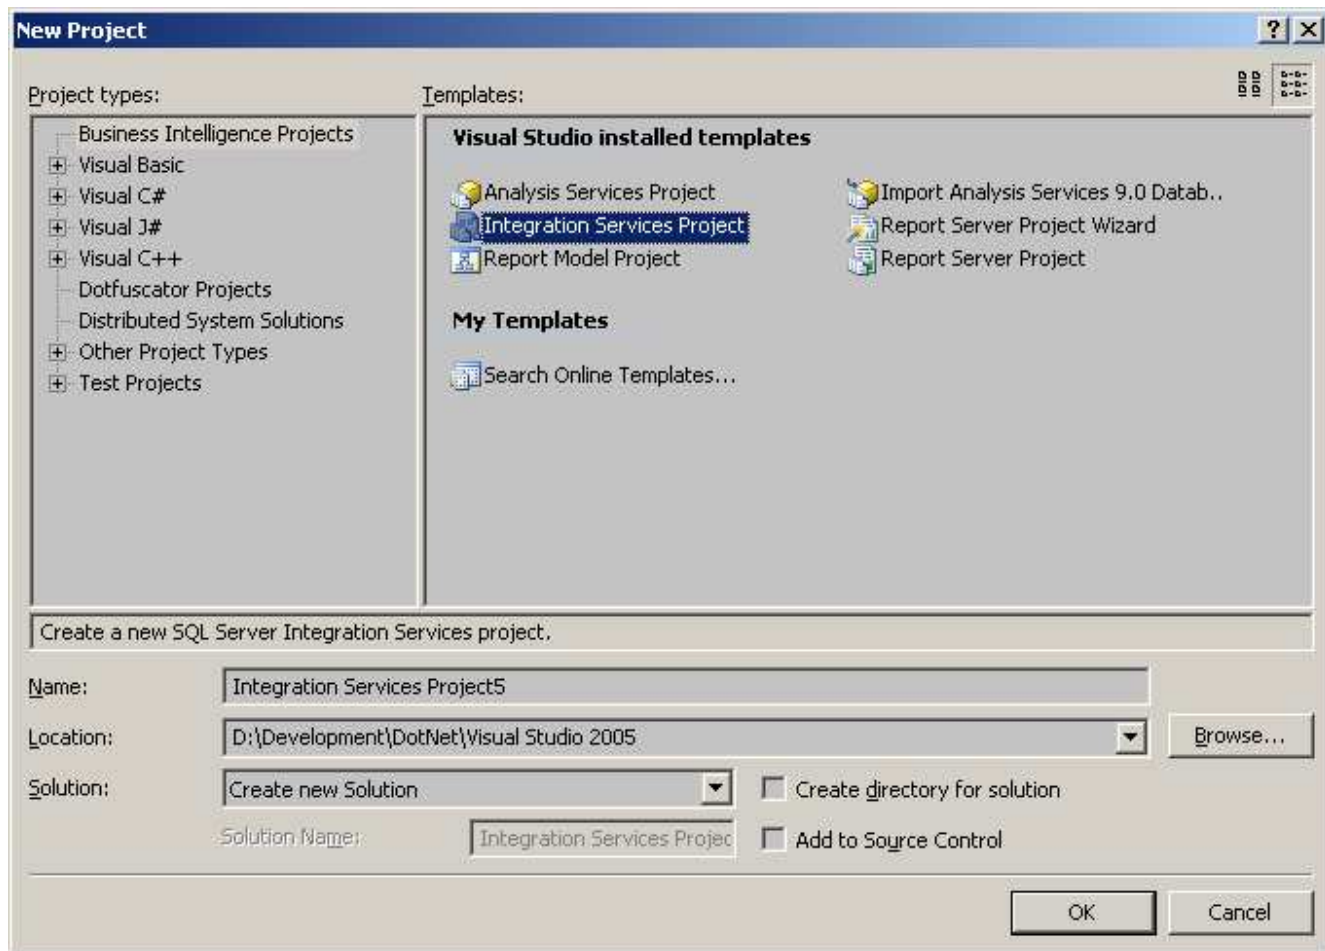 New Project
Project types:
Templates:
Business Intelligence Projects
Visual Basic
Visual C#
Visual J#
Visual C++
Dotfuscator Projects
Distributed System Solutions
Other Project Types
Test Projects
Visual Studio installed templates
Analysis Services Project
Import Analysis Services 9.0 Datab..
Integration Services Project
Report Server Project Wizard
Report Model Project
Report Server Project
My Templates
Search Online Templates...
Create a new SQL Server Integration Services project.
Name:
Integration Services Project5
Location:
D:\Development\DotNet\Visual Studio 2005
Browse...
Solution:
Create new Solution
Create directory for solution
Solution Name:
Integration Services Projec
Add to Source Control
OK
Cancel